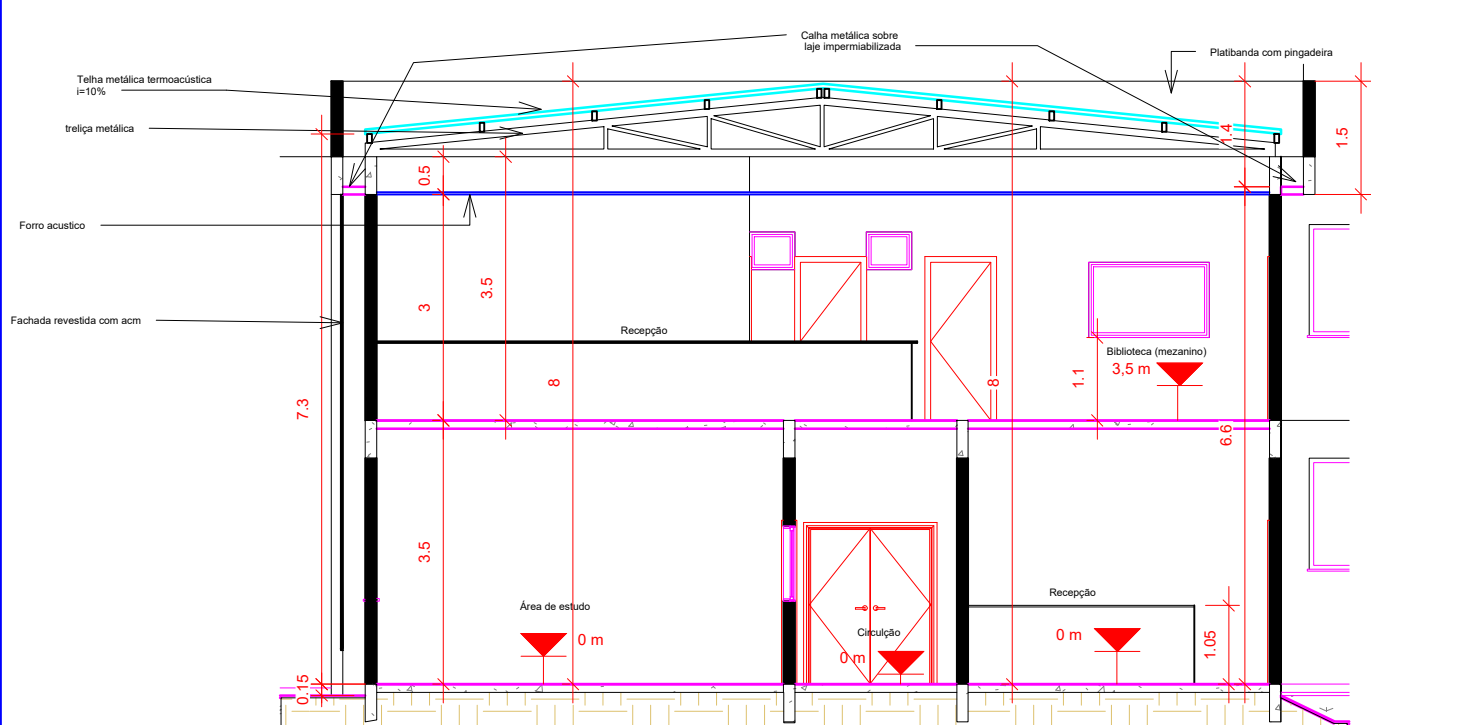 Calha metálica sobre
laje impermiabilizada
Platibanda com pingadeira
Telha metálica termoacústica
i=10%
treliça metálica
1.4
1.5
0.5
Forro acustico
3.5
3
Fachada revestida com acm
Recepção
Biblioteca (mezanino)
3,5 m
8
8
1.1
7.3
6.6
3.5
Área de estudo
0 m
Recepção
Circulção
0 m
0 m
1.05
0.15